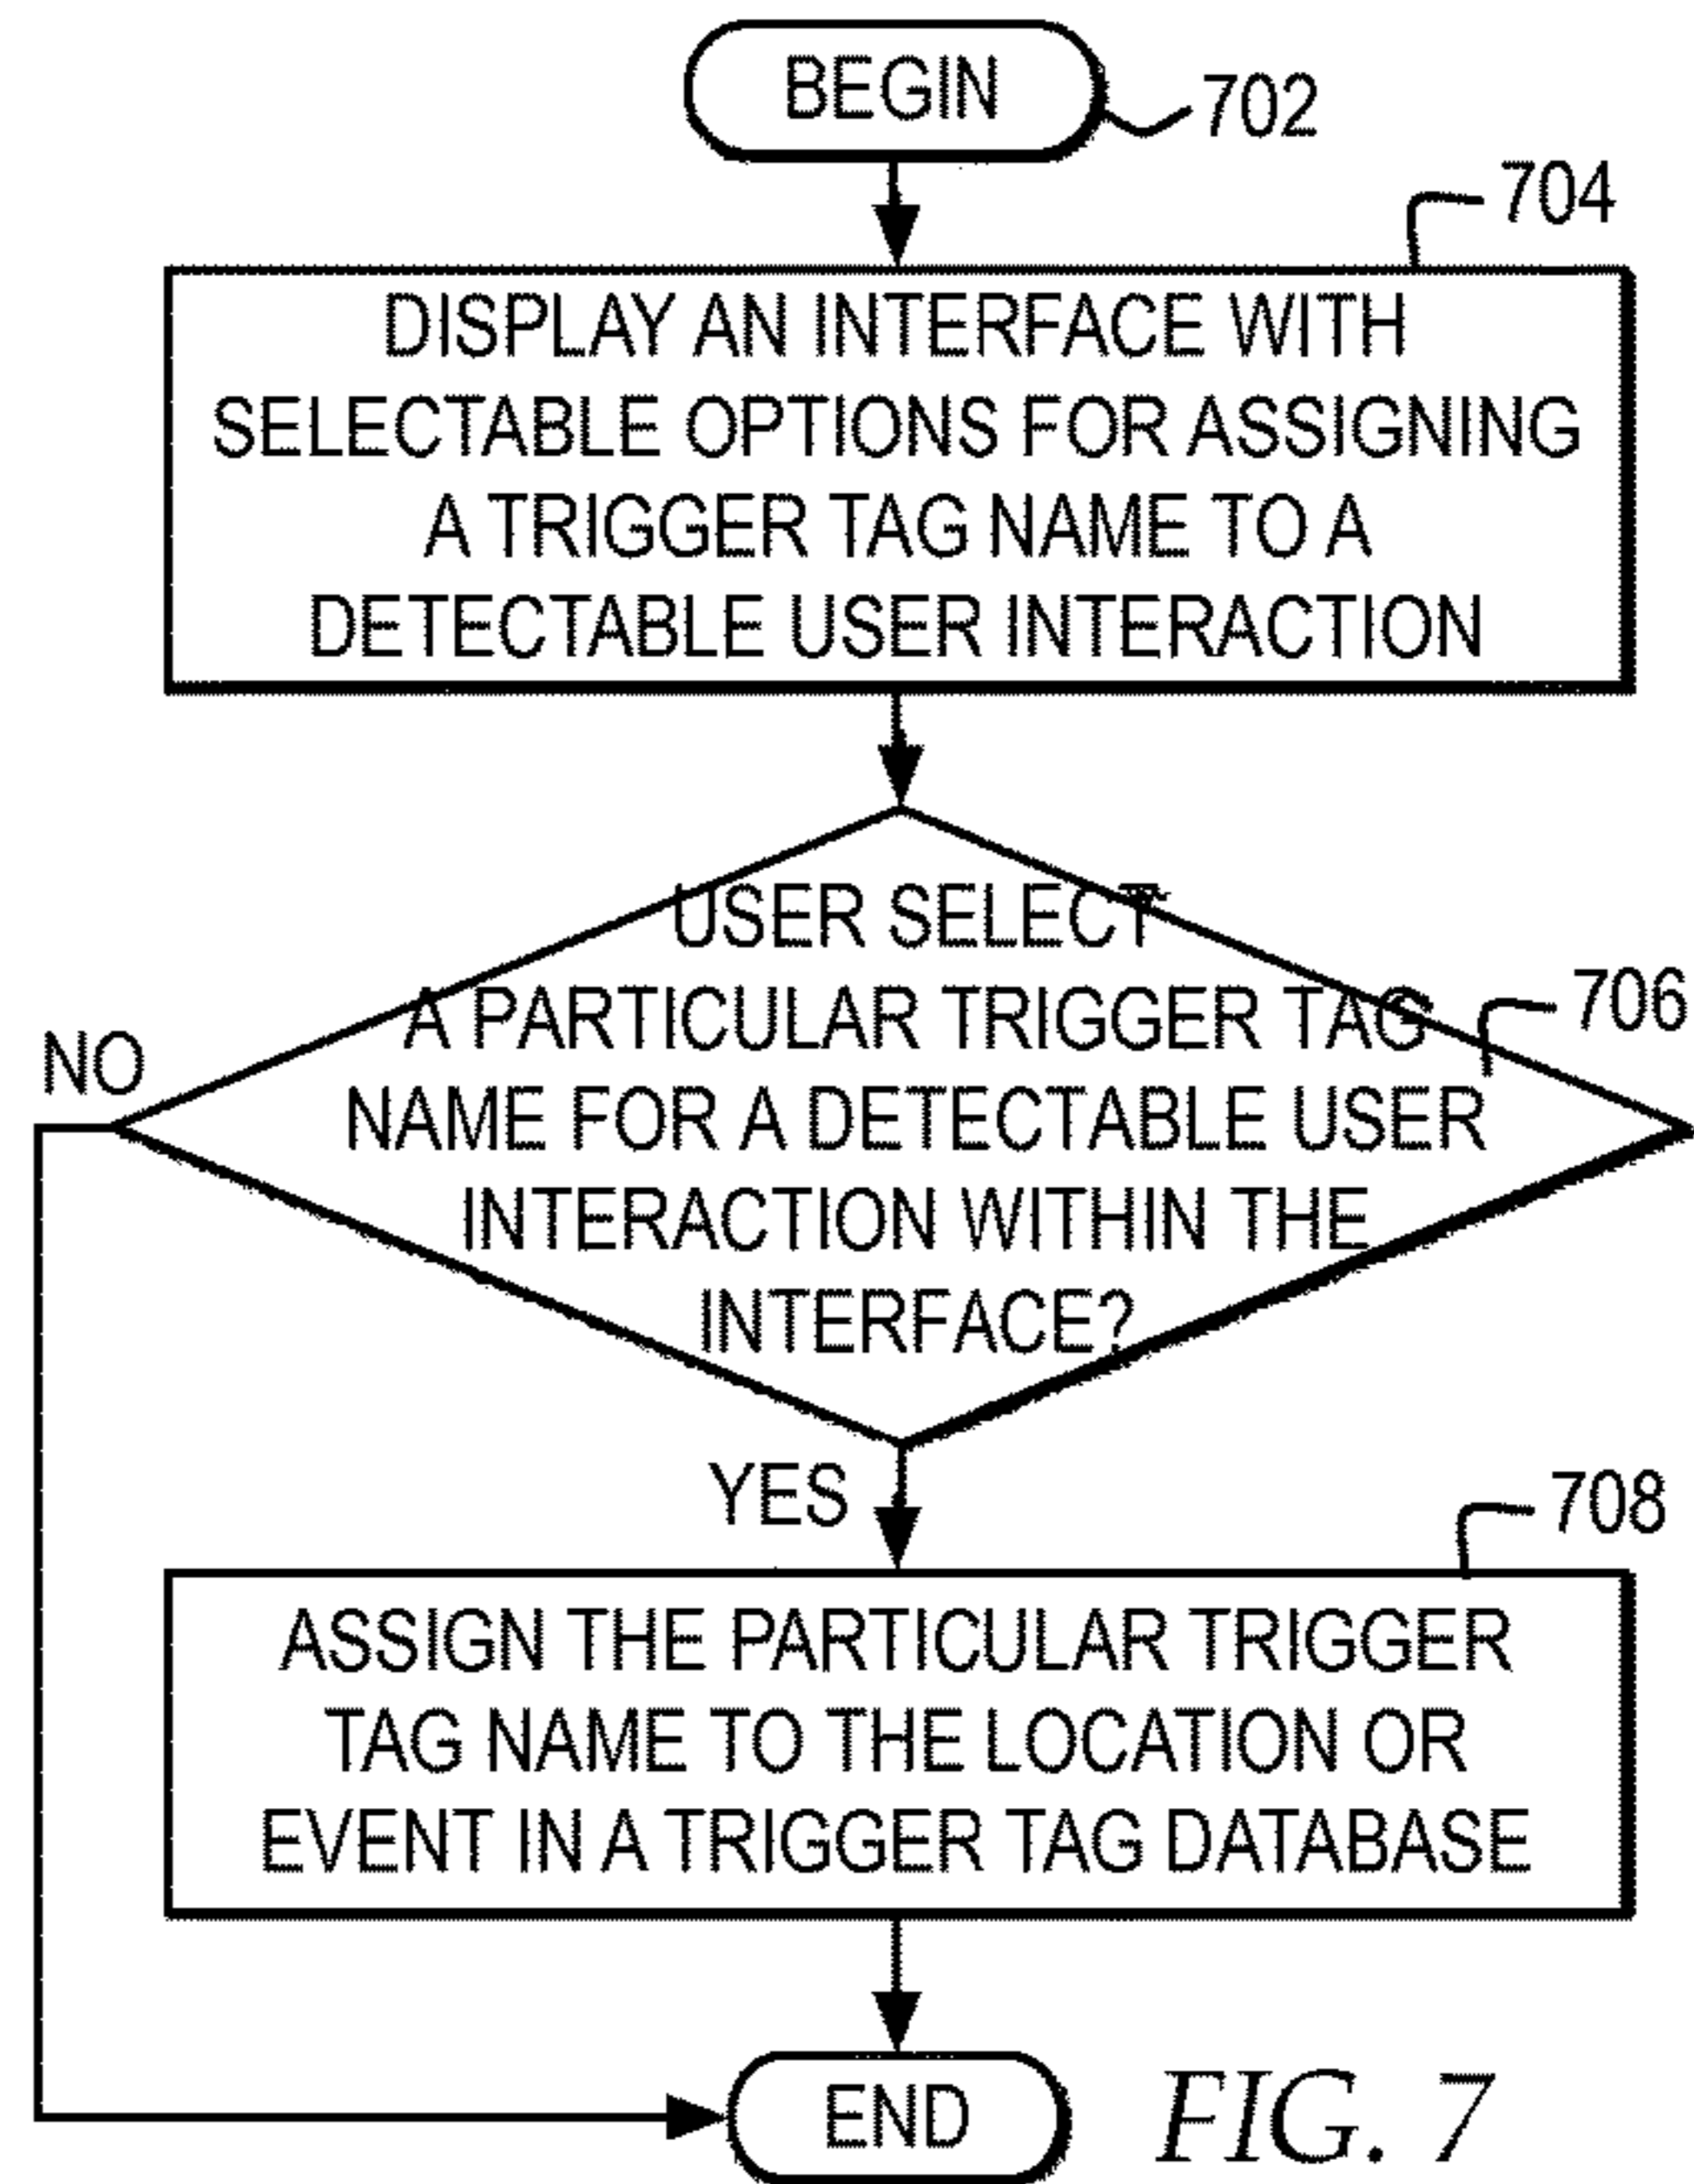 BEGIN
702
704
DISPLAY AN INTERFACE WITH
SELECTABLE OPTIONS FOR ASSIGNING
A TRIGGER TAG NAME TO A
DETECTABLE USER INTERACTION
USER SELECT
A PARTICULAR TRIGGER TAG
NAME FOR A DETECTABLE USER
INTERACTION WITHIN THE
INTERFACE?
706
NO
YES
708
ASSIGN THE PARTICULAR TRIGGER
TAG NAME TO THE LOCATION OR
EVENT IN A TRIGGER TAG DATABASE
END
FIG. 7